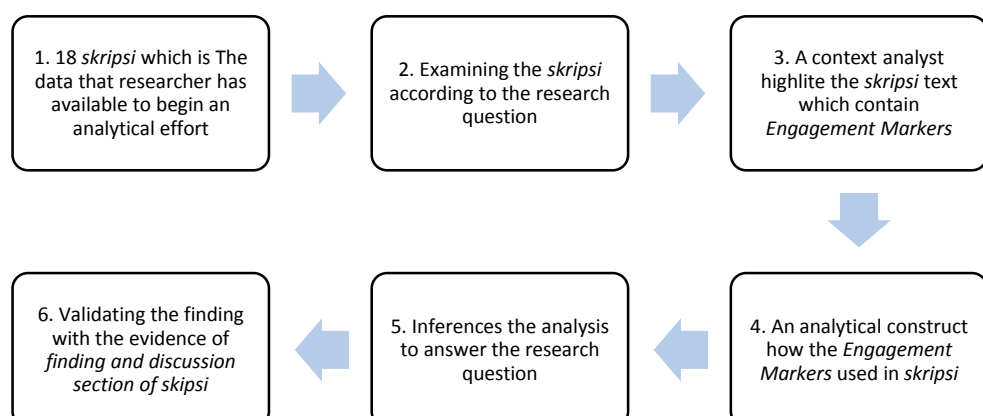 1. 18 skripsi which is The
data that researcher has
available to begin an
analytical effort
2. Examining the skripsi
according to the research
question
3. A context analyst
highlite the skripsi text
which contain
Engagement Markers
4. An analytical construct
how the Engagement
Markers used in skripsi
5. Inferences the analysis
to answer the research
question
6. Validating the finding
with the evidence of
finding and discussion
section of skipsi